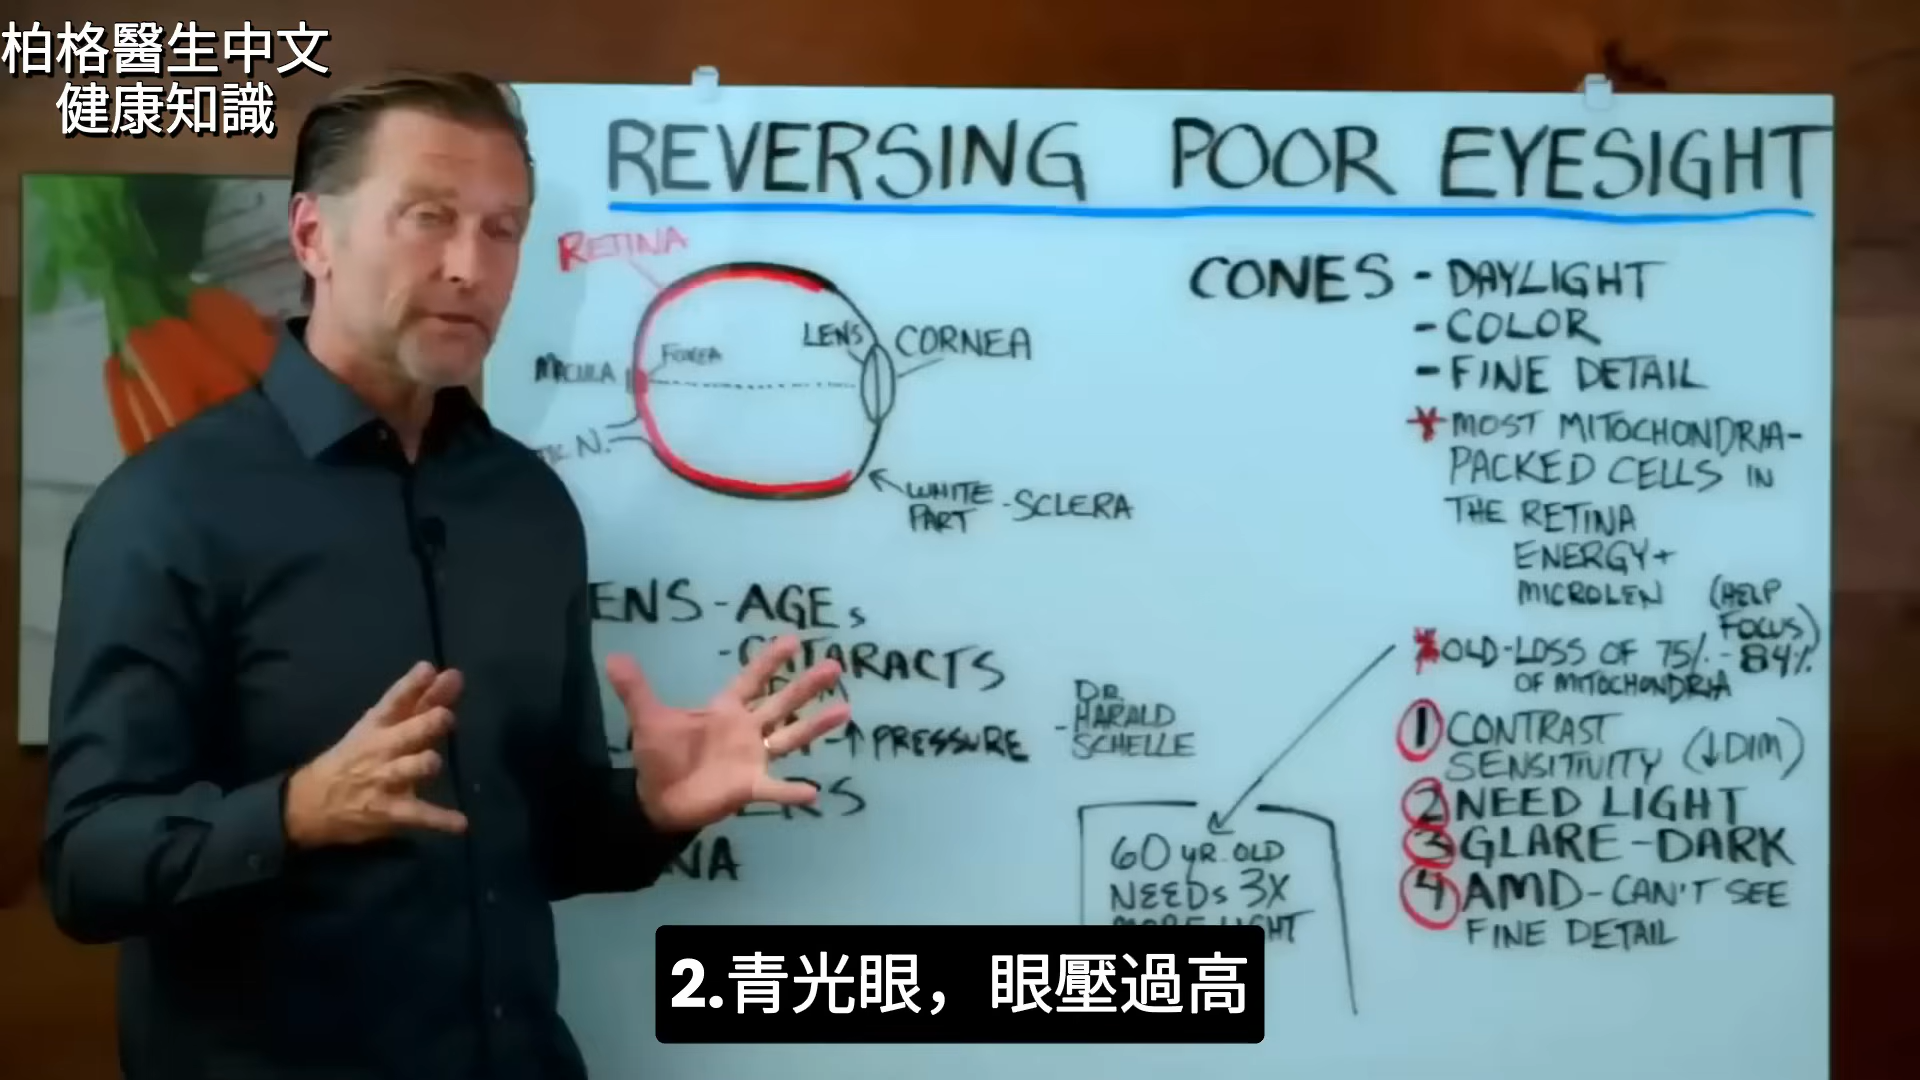 柏格醫生中文
健康知識
REVERSING POOR EYESIGHT
RETINA
LENS
CORNEA
MACULA
FOVEA
N.
WHITE
PART
-SCLERA
ENS-AGEs
-CATARACTS
-↑PRESSURE
-DR.
HARALD
SCHELLE
ERS
NA
CONES - DAYLIGHT
- COLOR
- FINE DETAIL
* MOST MITOCHONDRIA-
PACKED CELLS IN
THE RETINA
ENERGY+
MICROLEN (HELP
FOCUS)
* OLD-LOSS OF 75%-84%
OF MITOCHONDRIA
1 CONTRAST
SENSITIVITY (↓DIM)
2 NEED LIGHT
3 GLARE-DARK
4 AMD-CAN'T SEE
FINE DETAIL
60 YR. OLD
NEEDS 3X
MORE LIGHT
2.青光眼，眼壓過高